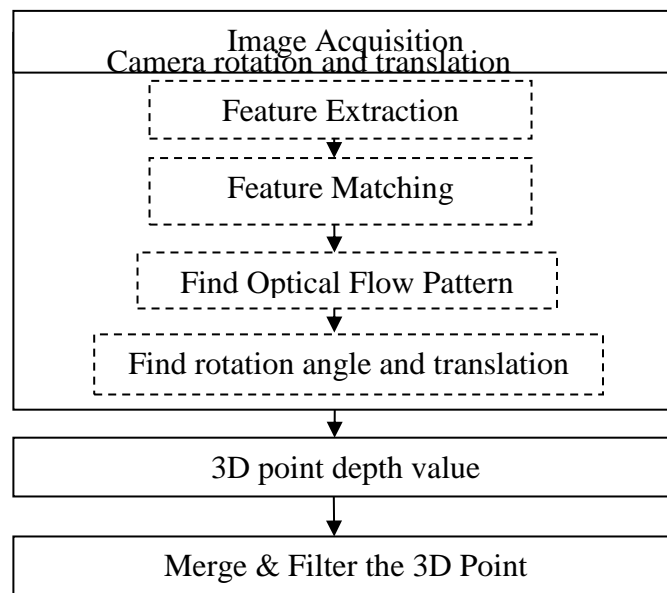 Image Acquisition
Camera rotation and translation
Feature Extraction
Feature Matching
Find Optical Flow Pattern
Find rotation angle and translation
3D point depth value
Merge & Filter the 3D Point